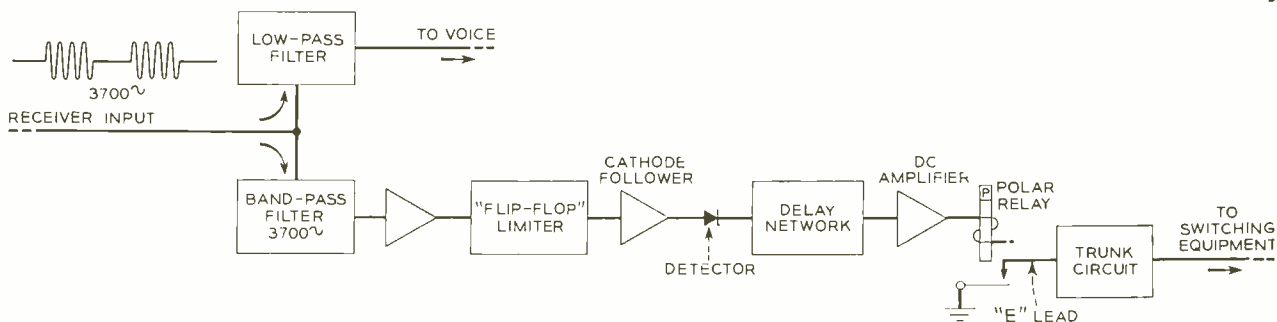 LOW-PASS
FILTER
TO VOICE
3700~
RECEIVER INPUT
BAND-PASS
FILTER
3700~
"FLIP-FLOP"
LIMITER
CATHODE
FOLLOWER
DETECTOR
DELAY
NETWORK
DC
AMPLIFIER
P
POLAR
RELAY
"E" LEAD
TRUNK
CIRCUIT
TO
SWITCHING
EQUIPMENT